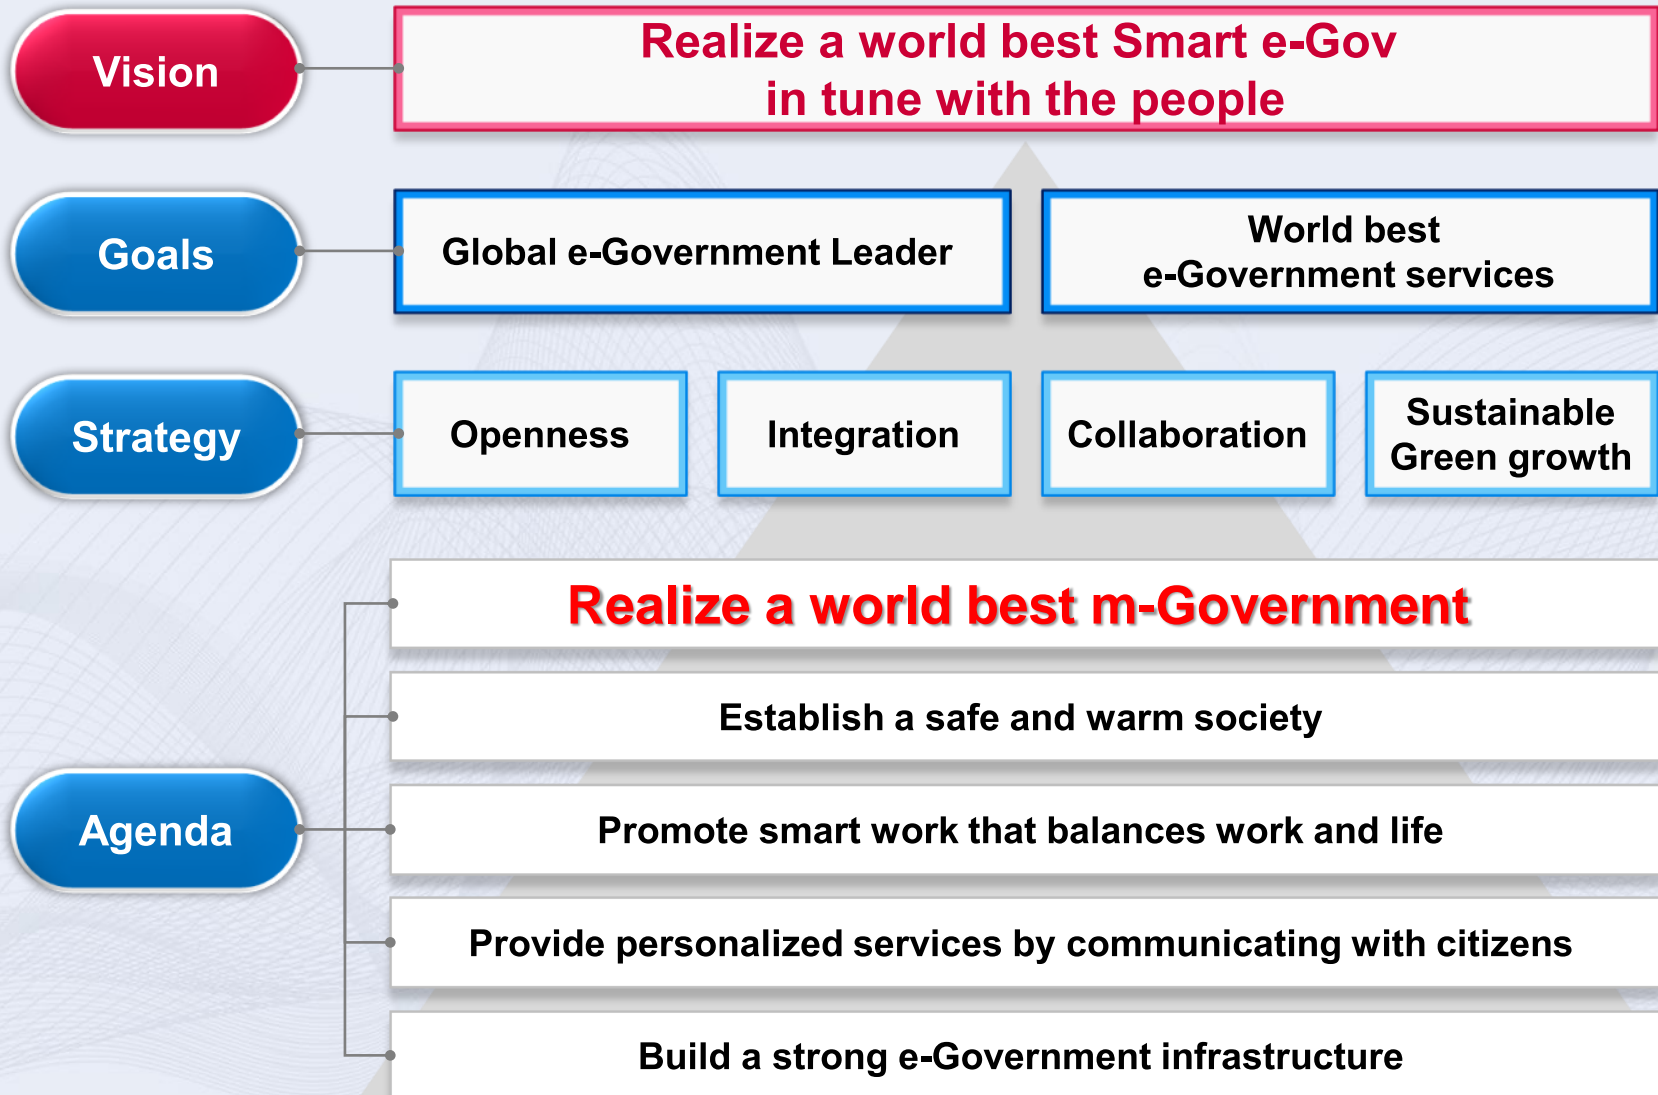 Vision
Realize a world best Smart e-Gov
in tune with the people
Goals
Global e-Government Leader
World best
e-Government services
Strategy
Openness
Integration
Collaboration
Sustainable
Green growth
Agenda
Realize a world best m-Government
Establish a safe and warm society
Promote smart work that balances work and life
Provide personalized services by communicating with citizens
Build a strong e-Government infrastructure